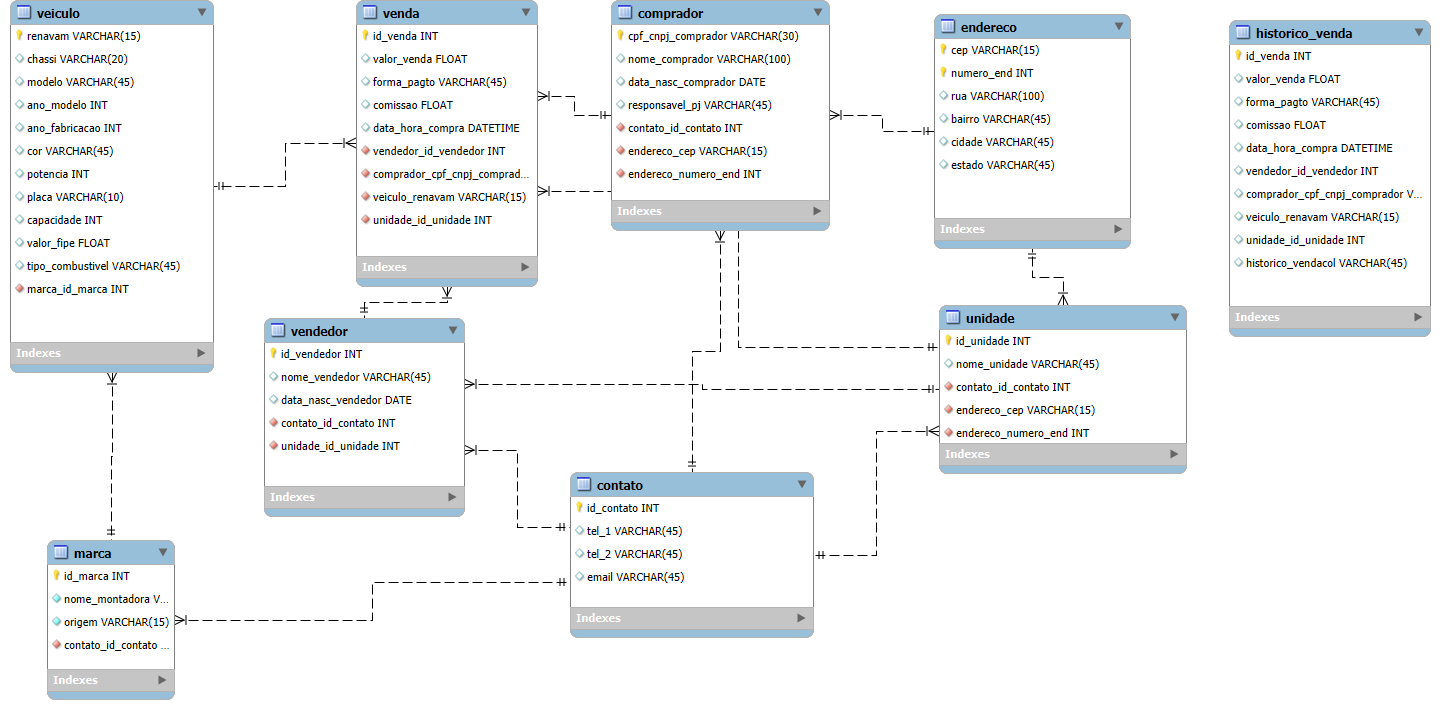 veiculo
renavam VARCHAR(15)
chassi VARCHAR(20)
modelo VARCHAR(45)
ano_modelo INT
ano_fabricacao INT
cor VARCHAR(45)
potencia INT
placa VARCHAR(10)
capacidade INT
valor_fipe FLOAT
tipo_combustivel VARCHAR(45)
marca_id_marca INT
Indexes
venda
id_venda INT
valor_venda FLOAT
forma_pagto VARCHAR(45)
comissao FLOAT
data_hora_compra DATETIME
vendedor_id_vendedor INT
comprador_cpf_cnpj_comprad...
veiculo_renavam VARCHAR(15)
unidade_id_unidade INT
Indexes
comprador
cpf_cnpj_comprador VARCHAR(30)
nome_comprador VARCHAR(100)
data_nasc_comprador DATE
responsavel_pj VARCHAR(45)
contato_id_contato INT
endereco_cep VARCHAR(15)
endereco_numero_end INT
Indexes
endereco
cep VARCHAR(15)
numero_end INT
rua VARCHAR(100)
bairro VARCHAR(45)
cidade VARCHAR(45)
estado VARCHAR(45)
Indexes
historico_venda
id_venda INT
valor_venda FLOAT
forma_pagto VARCHAR(45)
comissao FLOAT
data_hora_compra DATETIME
vendedor_id_vendedor INT
comprador_cpf_cnpj_comprador V...
veiculo_renavam VARCHAR(15)
unidade_id_unidade INT
historico_vendacol VARCHAR(45)
Indexes
vendedor
id_vendedor INT
nome_vendedor VARCHAR(45)
data_nasc_vendedor DATE
contato_id_contato INT
unidade_id_unidade INT
Indexes
unidade
id_unidade INT
nome_unidade VARCHAR(45)
contato_id_contato INT
endereco_cep VARCHAR(15)
endereco_numero_end INT
Indexes
contato
id_contato INT
tel_1 VARCHAR(45)
tel_2 VARCHAR(45)
email VARCHAR(45)
Indexes
marca
id_marca INT
nome_montadora V...
origem VARCHAR(15)
contato_id_contato ...
Indexes